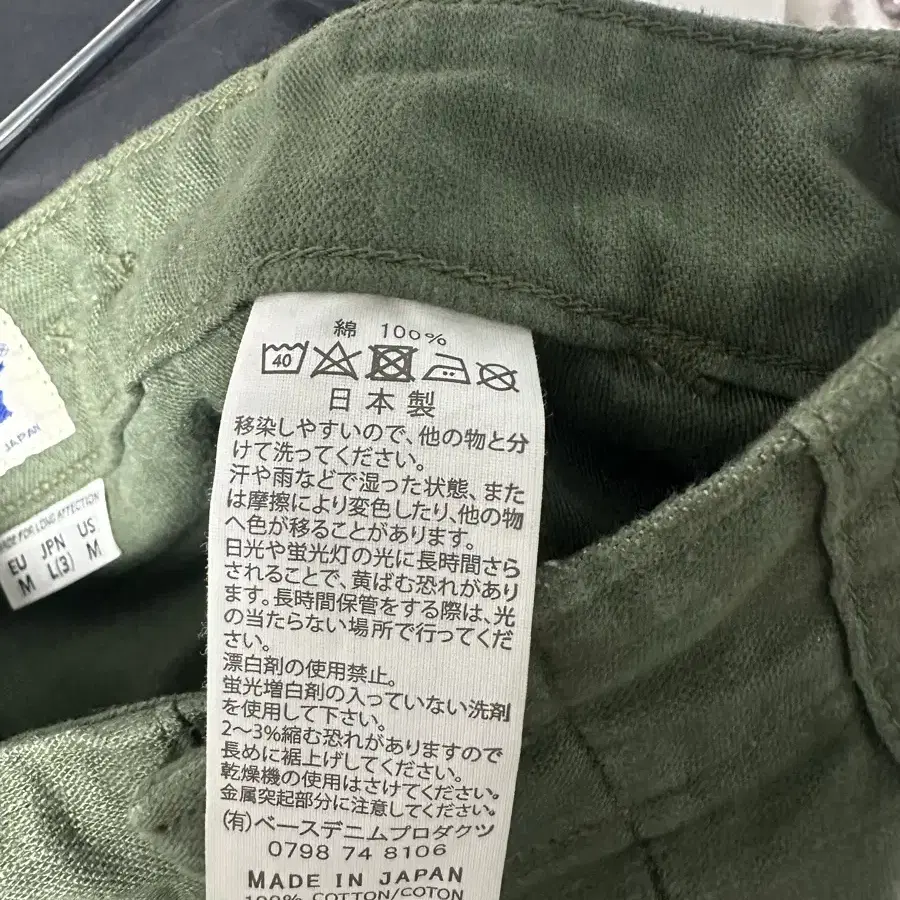 綿 100%
40
日本製
移染しやすいので、他の物と分
けて洗ってください。
汗や雨などで湿った状態、また
は摩擦により変色したり、他の物
へ色が移ることがあります。
日光や蛍光灯の光に長時間さら
されることで、黄ばむ恐れがあり
ます。長時間保管をする際は、光
の当たらない場所で行ってくだ
さい。
漂白剤の使用禁止。
蛍光増白剤の入っていない洗剤
を使用して下さい。
2〜3%縮む恐れがありますので
長めに裾上げしてください。
乾燥機の使用はさけてください。
金属突起部分に注意してください。
(有)ベースデニムプロダクツ
0798 74 8106
MADE IN JAPAN
100% COTTON/COTON
JAPAN
MADE FOR LONG AFFECTION
EU JPN US
M L(3) M